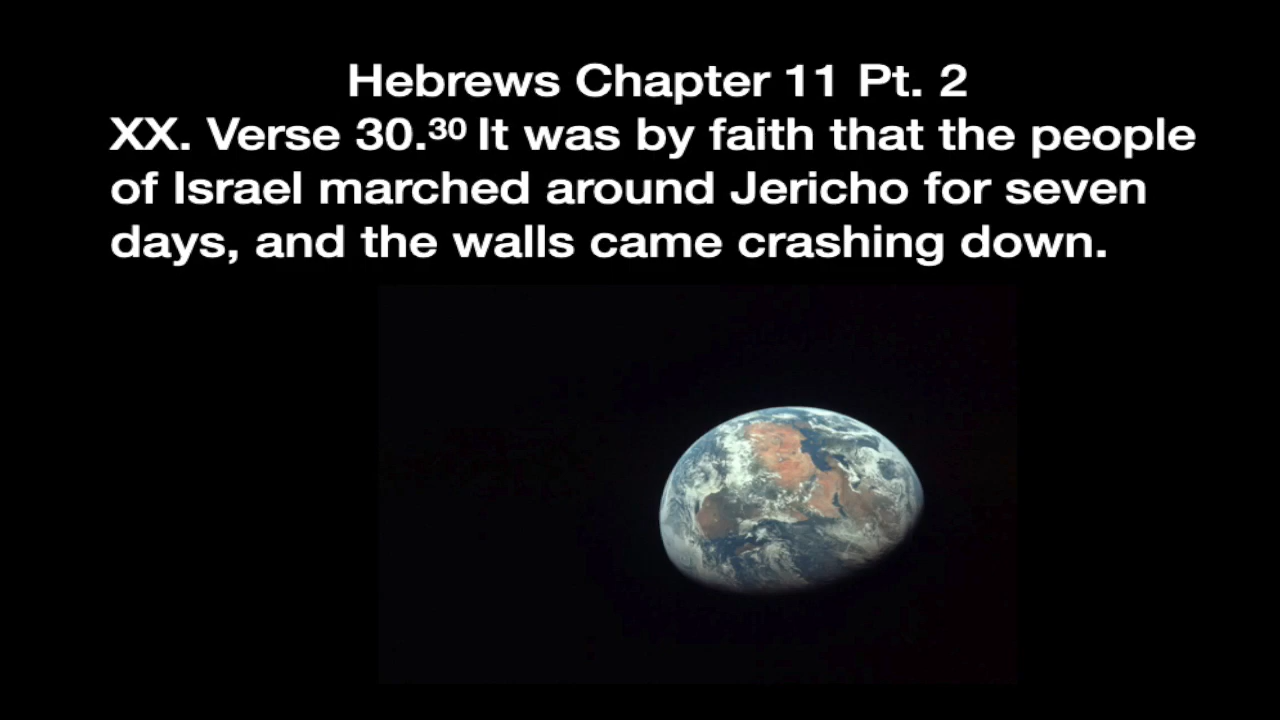 Hebrews Chapter 11 Pt. 2
XX. Verse 30.³⁰ It was by faith that the people
of Israel marched around Jericho for seven
days, and the walls came crashing down.